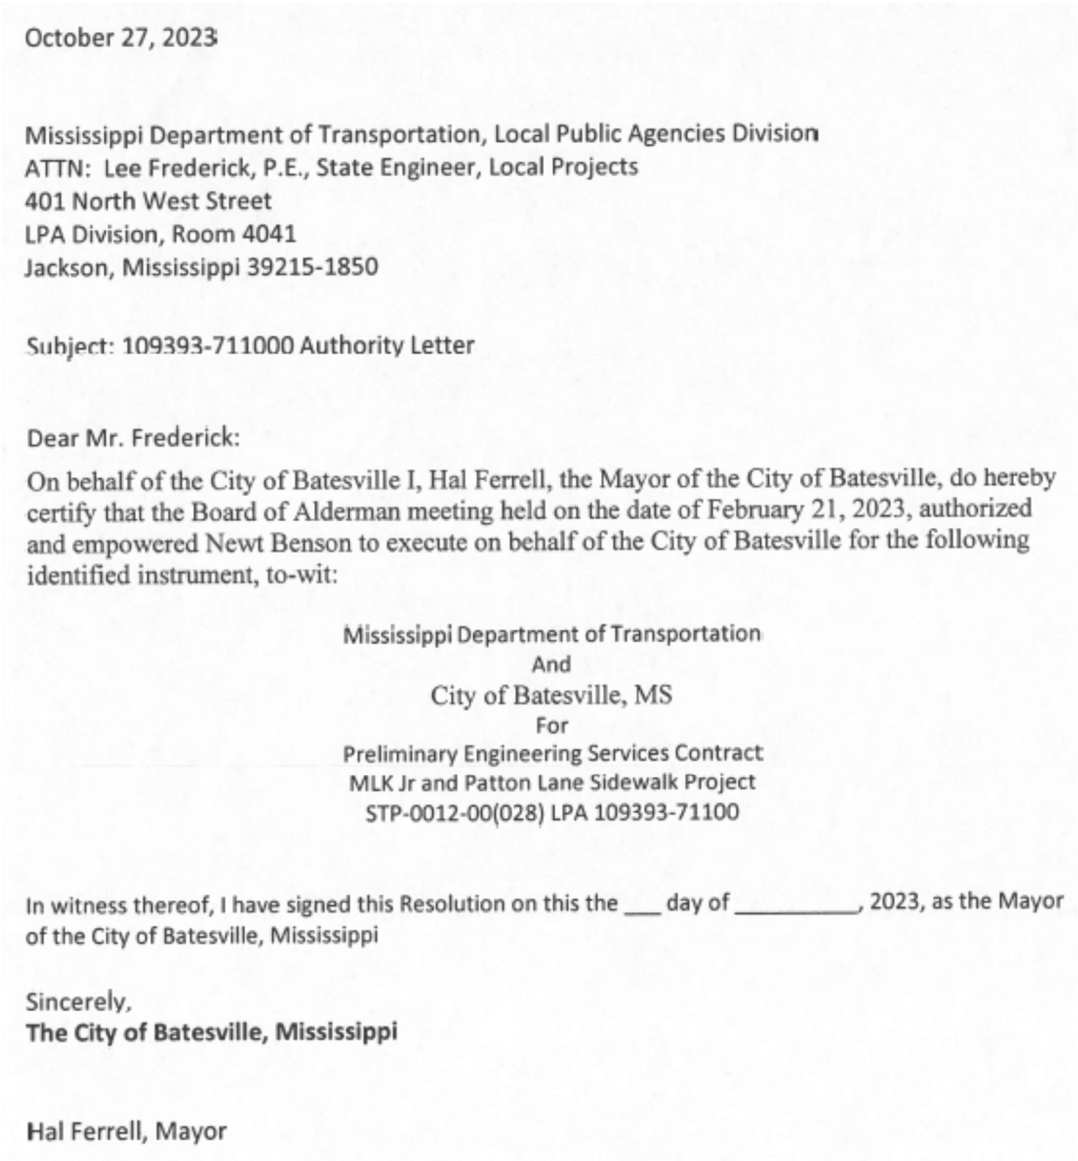 October 27, 2023
Mississippi Department of Transportation, Local Public Agencies Division
ATTN:  Lee Frederick, P.E., State Engineer, Local Projects
401 North West Street
LPA Division, Room 4041
Jackson, Mississippi 39215-1850
Subject: 109393-711000 Authority Letter
Dear Mr. Frederick:
On behalf of the City of Batesville I, Hal Ferrell, the Mayor of the City of Batesville, do hereby
certify that the Board of Alderman meeting held on the date of February 21, 2023, authorized
and empowered Newt Benson to execute on behalf of the City of Batesville for the following
identified instrument, to-wit:
Mississippi Department of Transportation
And
City of Batesville, MS
For
Preliminary Engineering Services Contract
MLK Jr and Patton Lane Sidewalk Project
STP-0012-00(028) LPA 109393-71100
In witness thereof, I have signed this Resolution on this the ___ day of __________, 2023, as the Mayor
of the City of Batesville, Mississippi
Sincerely,
The City of Batesville, Mississippi
Hal Ferrell, Mayor